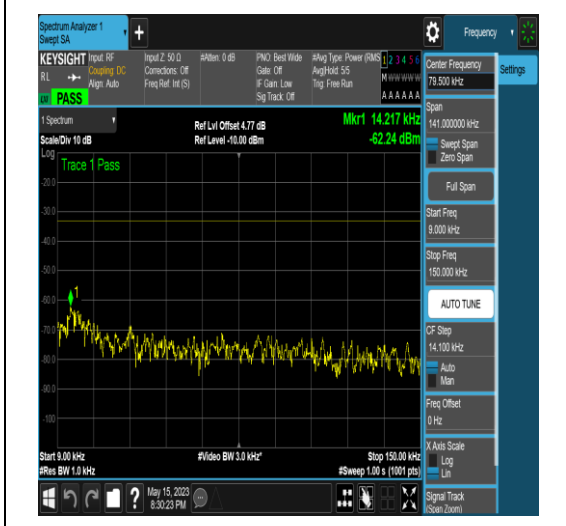 Spectrum Analyzer 1
Swept SA
+
Frequency
KEYSIGHT
Input: RF
Coupling: DC
Align: Auto
Input Z: 50 Ω
Corrections: Off
Freq Ref: Int (S)
#Atten: 0 dB
PNO: Best Wide
Gate: Off
IF Gain: Low
Sig Track: Off
#Avg Type: Power (RMS
Avg|Hold: 5/5
Trig: Free Run
1 2 3 4 5 6
M W W W W W
A A A A A A
R L
PASS
1 Spectrum
Scale/Div 10 dB
Ref Lvl Offset 4.77 dB
Ref Level -10.00 dBm
Mkr1 14.217 kHz
-62.24 dBm
Log
Trace 1 Pass
-20.0
-30.0
-40.0
-50.0
-60.0
-70.0
-80.0
-90.0
-100
1
Start 9.00 kHz
#Res BW 1.0 kHz
#Video BW 3.0 kHz*
Stop 150.00 kHz
#Sweep 1.00 s (1001 pts)
?
May 15, 2023
8:30:23 PM
Center Frequency
79.500 kHz
Settings
Span
141.000000 kHz
Swept Span
Zero Span
Full Span
Start Freq
9.000 kHz
Stop Freq
150.000 kHz
AUTO TUNE
CF Step
14.100 kHz
Auto
Man
Freq Offset
0 Hz
X Axis Scale
Log
Lin
Signal Track
(Span Zoom)